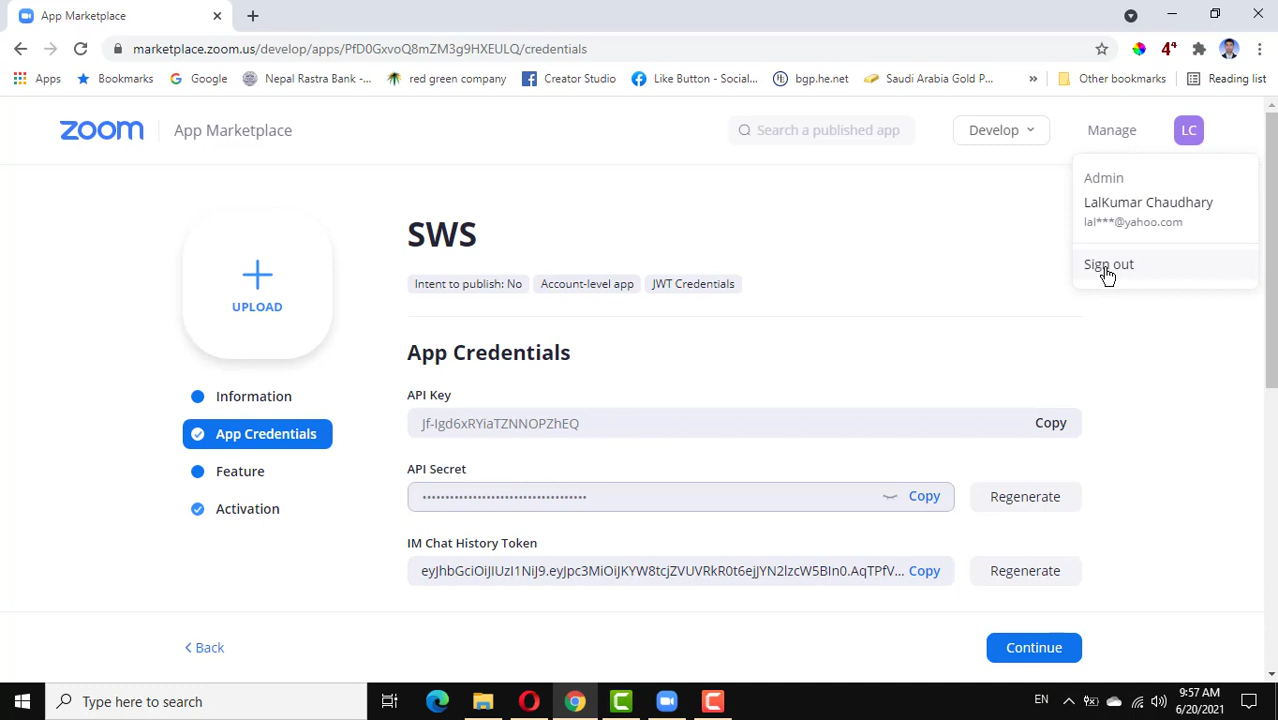 App Marketplace
marketplace.zoom.us/develop/apps/PfD0GxvoQ8mZM3g9HXEULQ/credentials
Apps Bookmarks Google Nepal Rastra Bank -... red green company Creator Studio Like Button - Social... bgp.he.net Saudi Arabia Gold P... » Other bookmarks Reading list
zoom App Marketplace Search a published app Develop Manage LC
Admin
LalKumar Chaudhary
lal***@yahoo.com
Sign out
SWS
Intent to publish: No Account-level app JWT Credentials
UPLOAD
App Credentials
Information
App Credentials
Feature
Activation
API Key
Jf-Igd6xRYiaTZNNOPZhEQ Copy
API Secret
Copy Regenerate
IM Chat History Token
eyJhbGciOiJIUzI1NiJ9.eyJpc3MiOiJKYW8tcjZVUVRkR0t6ejJYN2lzcW5BIn0.AqTPfV... Copy Regenerate
Back Continue
Type here to search
EN
9:57 AM
6/20/2021